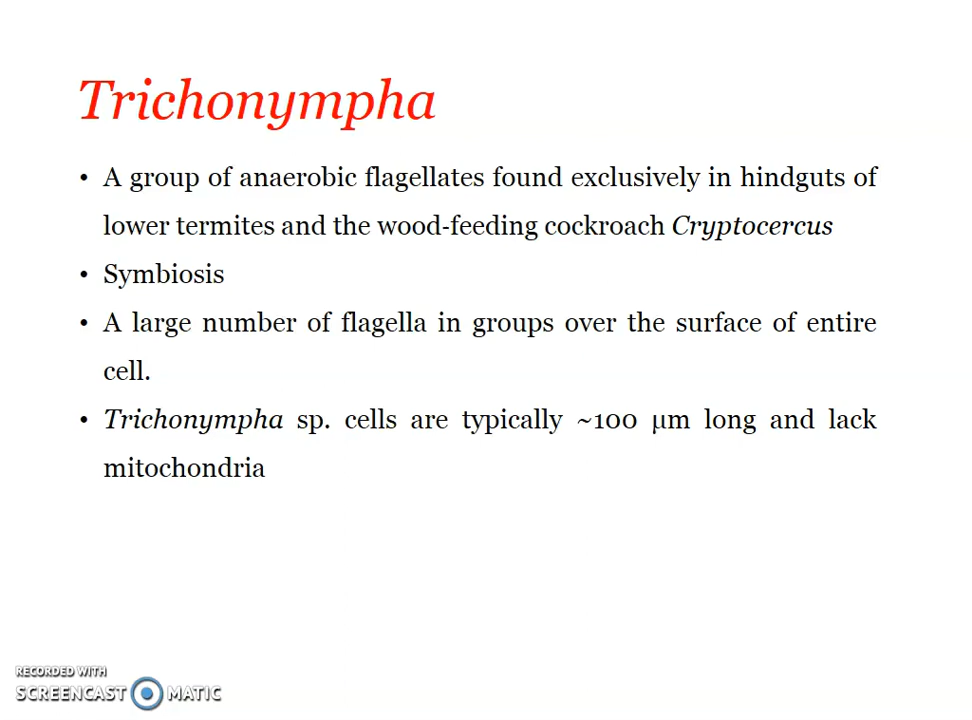 Trichonympha
• A group of anaerobic flagellates found exclusively in hindguts of
lower termites and the wood-feeding cockroach Cryptocercus
• Symbiosis
• A large number of flagella in groups over the surface of entire
cell.
• Trichonympha sp. cells are typically ~100 μm long and lack
mitochondria
RECORDED WITH
SCREENCAST MATIC